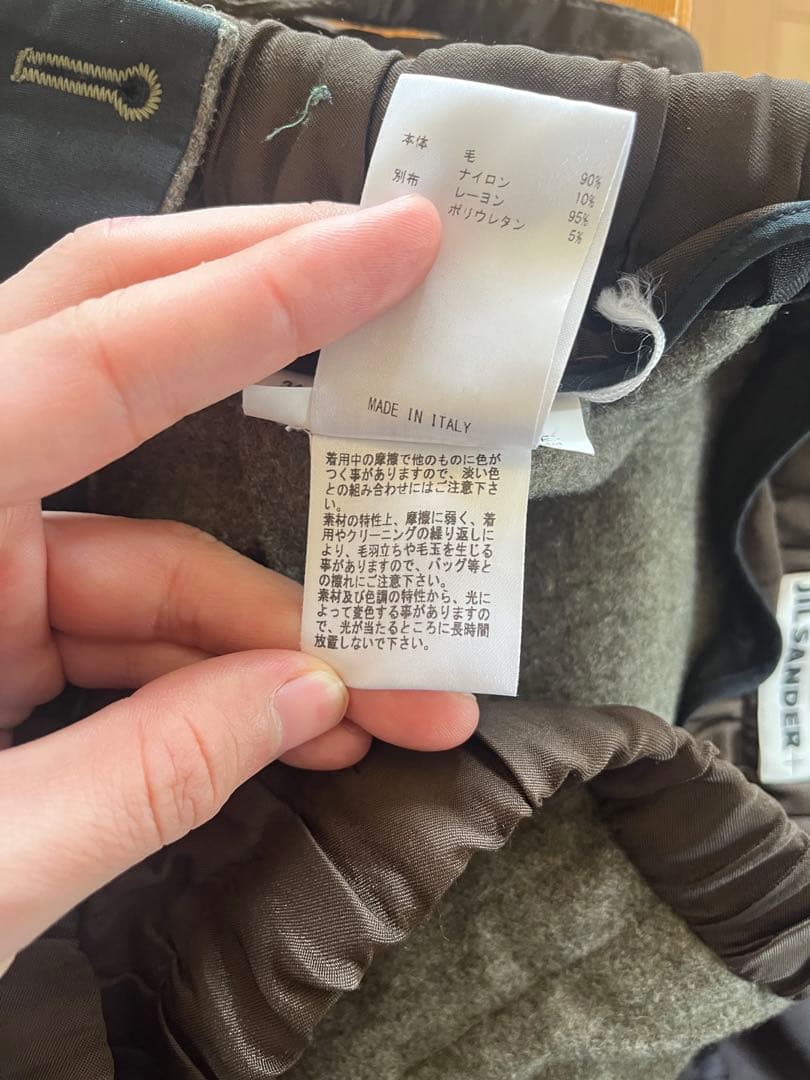 本体 毛 90%
ナイロン 10%
別布 レーヨン 95%
ポリウレタン 5%
MADE IN ITALY
着用中の摩擦で他のものに色が
つく事がありますので、淡い色
との組み合わせにはご注意下さ
い。
素材の特性上、摩擦に弱く、着
用やクリーニングの繰り返しに
より、毛羽立ちや毛玉を生じる
事がありますので、バッグ等と
の擦れにご注意下さい。
素材及び色調の特性から、光に
よって変色する事がありますの
で、光が当たるところに長時間
放置しないで下さい。
JIL SANDER+